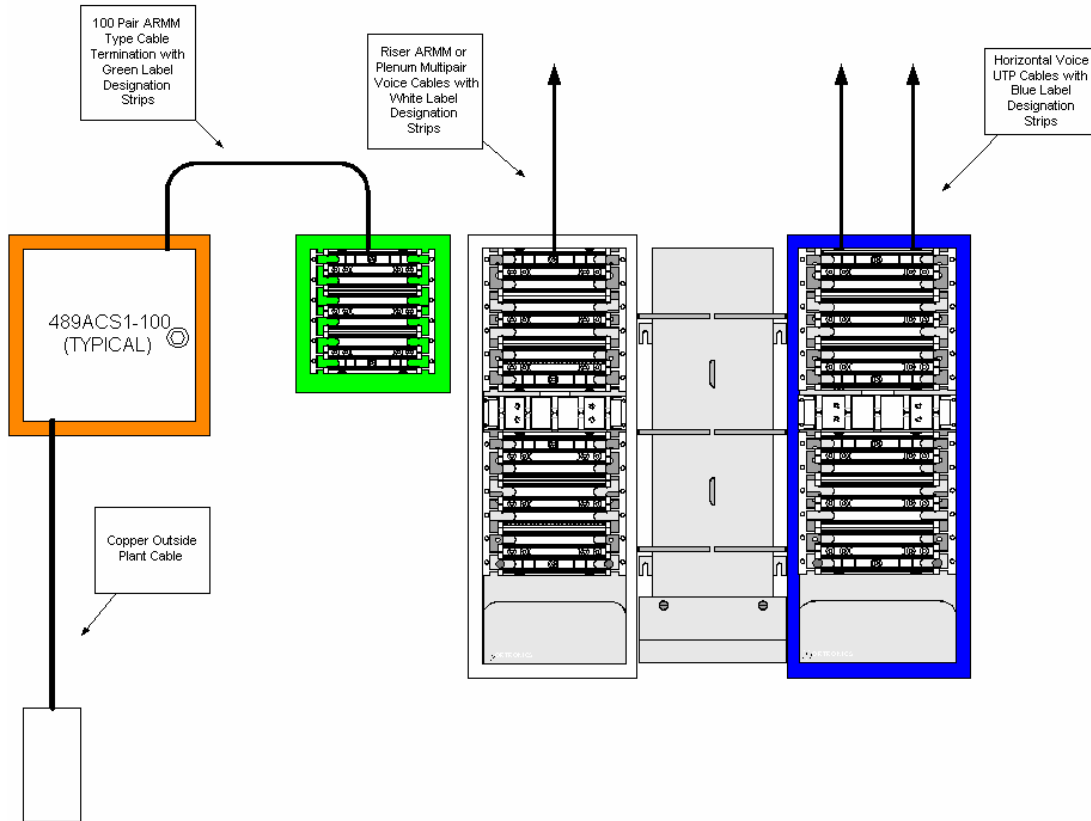 100 Pair ARMM
Type Cable
Termination with
Green Label
Designation
Strips
Riser ARMM or
Plenum Multipair
Voice Cables with
White Label
Designation
Strips
Horizontal Voice
UTP Cables with
Blue Label
Designation
Strips
489ACS1-100
(TYPICAL)
Copper Outside
Plant Cable